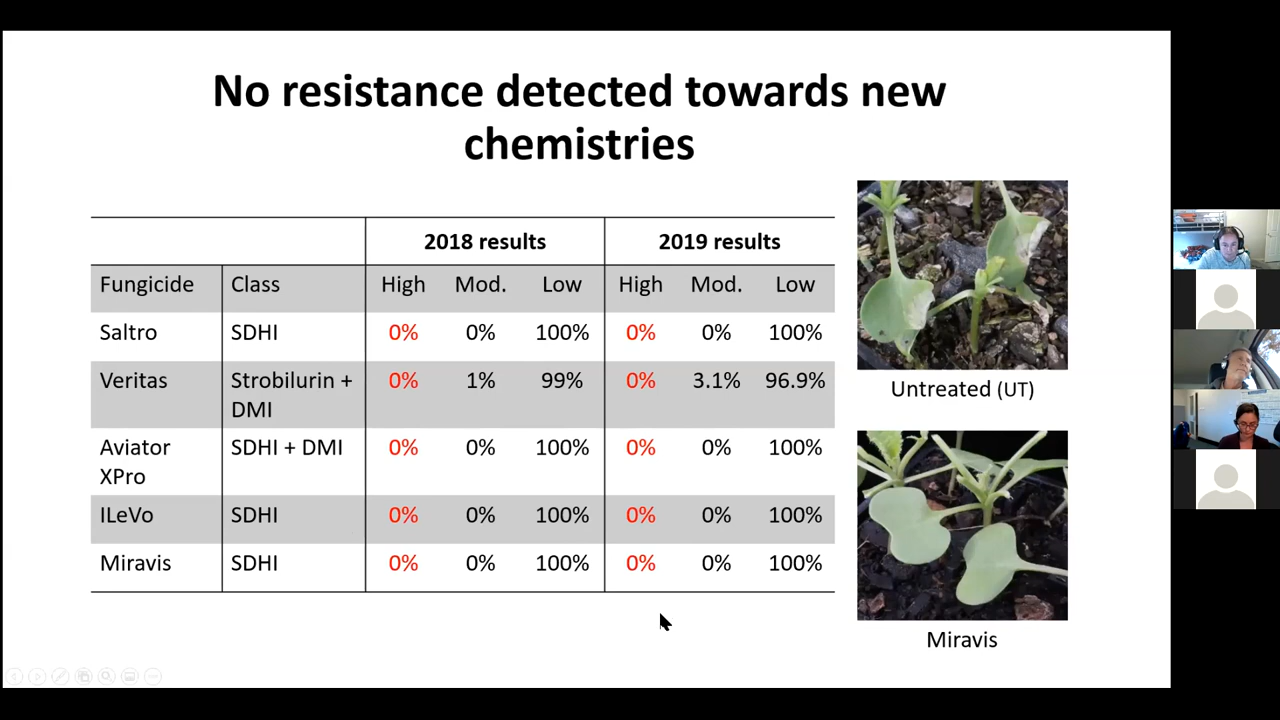 No resistance detected towards new
chemistries
2018 results 2019 results
Fungicide Class High Mod. Low High Mod. Low
Saltro SDHI 0% 0% 100% 0% 0% 100%
Veritas Strobilurin + 0% 1% 99% 0% 3.1% 96.9%
DMI
Aviator SDHI + DMI 0% 0% 100% 0% 0% 100%
XPro
ILeVo SDHI 0% 0% 100% 0% 0% 100%
Miravis SDHI 0% 0% 100% 0% 0% 100%
Untreated (UT)
Miravis